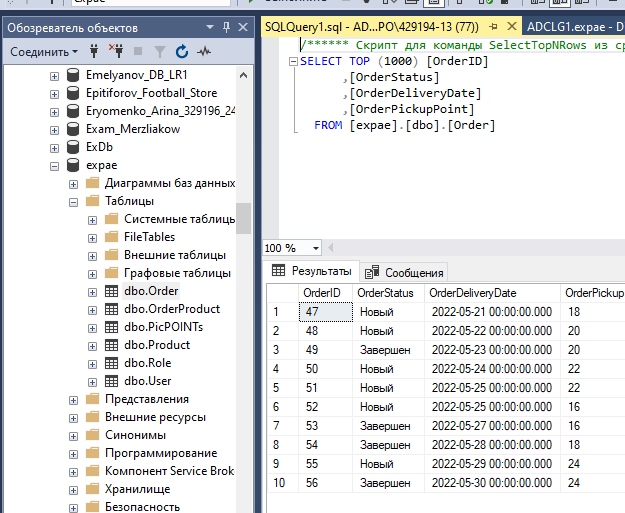 Обозреватель объектов
Соединить
Emelyanov_DB_LR1
Epitiforov_Football_Store
Eryomenko_Arina_329196_24
Exam_Merzliakow
ExDb
expae
Диаграммы баз данных
Таблицы
Системные таблицы
FileTables
Внешние таблицы
Графовые таблицы
dbo.Order
dbo.OrderProduct
dbo.PicPOINTs
dbo.Product
dbo.Role
dbo.User
Представления
Внешние ресурсы
Синонимы
Программирование
Компонент Service Broke
Хранилище
Безопасность
SQLQuery1.sql - AD...PO\429194-13 (77))
ADCLG1.expae - D
/****** Скрипт для команды SelectTopNRows из ср
SELECT TOP (1000) [OrderID]
,[OrderStatus]
,[OrderDeliveryDate]
,[OrderPickupPoint]
FROM [expae].[dbo].[Order]
100 %
Результаты Сообщения
OrderID OrderStatus OrderDeliveryDate OrderPickup
1 47 Новый 2022-05-21 00:00:00.000 18
2 48 Новый 2022-05-22 00:00:00.000 20
3 49 Завершен 2022-05-23 00:00:00.000 20
4 50 Новый 2022-05-24 00:00:00.000 22
5 51 Новый 2022-05-25 00:00:00.000 22
6 52 Новый 2022-05-25 00:00:00.000 16
7 53 Завершен 2022-05-27 00:00:00.000 16
8 54 Завершен 2022-05-28 00:00:00.000 18
9 55 Новый 2022-05-29 00:00:00.000 24
10 56 Завершен 2022-05-30 00:00:00.000 24